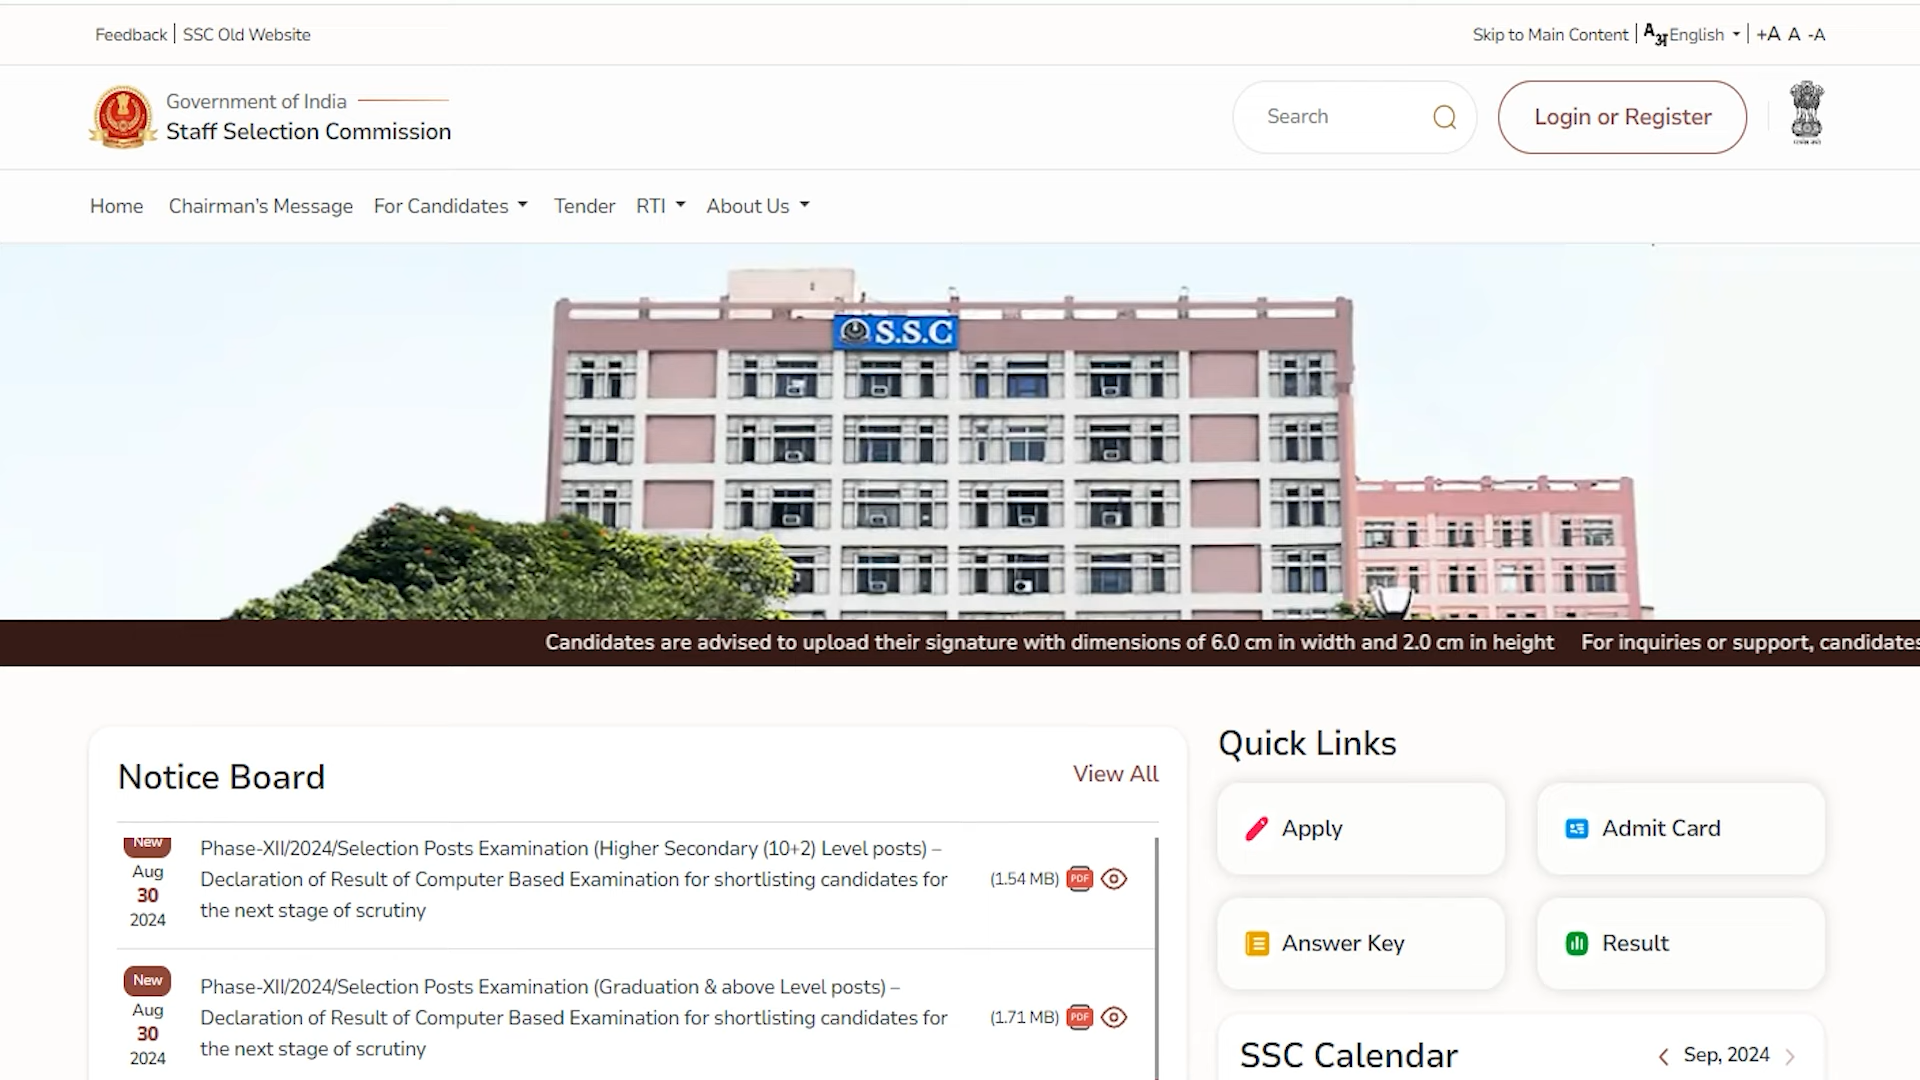 Feedback | SSC Old Website
Skip to Main Content | Aअ English | +A A -A
Government of India
Staff Selection Commission
Search
Login or Register
Home Chairman's Message For Candidates Tender RTI About Us
S.S.C
Candidates are advised to upload their signature with dimensions of 6.0 cm in width and 2.0 cm in height For inquiries or support, candidates
Notice Board
View All
New
Aug
30
2024
Phase-XII/2024/Selection Posts Examination (Higher Secondary (10+2) Level posts) –
Declaration of Result of Computer Based Examination for shortlisting candidates for
the next stage of scrutiny
(1.54 MB) PDF
New
Aug
30
2024
Phase-XII/2024/Selection Posts Examination (Graduation & above Level posts) –
Declaration of Result of Computer Based Examination for shortlisting candidates for
the next stage of scrutiny
(1.71 MB) PDF
Quick Links
Apply
Admit Card
Answer Key
Result
SSC Calendar
Sep, 2024